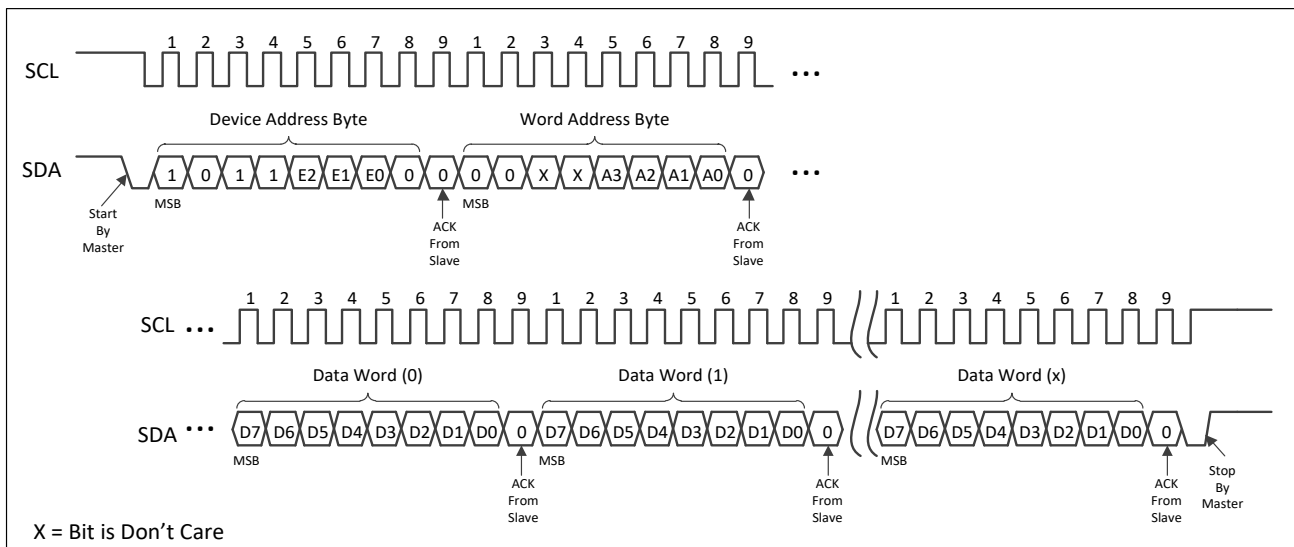 1 2 3 4 5 6 7 8 9 1 2 3 4 5 6 7 8 9
SCL ...
Device Address Byte Word Address Byte
SDA 1 0 1 1 E2 E1 E0 0 0 0 0 X X A3 A2 A1 A0 0 ...
MSB MSB
Start
By
Master
ACK
From
Slave
ACK
From
Slave
1 2 3 4 5 6 7 8 9 1 2 3 4 5 6 7 8 9 1 2 3 4 5 6 7 8 9
SCL ...
Data Word (0) Data Word (1) Data Word (x)
SDA ... D7 D6 D5 D4 D3 D2 D1 D0 0 D7 D6 D5 D4 D3 D2 D1 D0 0 D7 D6 D5 D4 D3 D2 D1 D0 0
MSB MSB MSB
ACK
From
Slave
ACK
From
Slave
ACK
From
Slave
Stop
By
Master
X = Bit is Don't Care